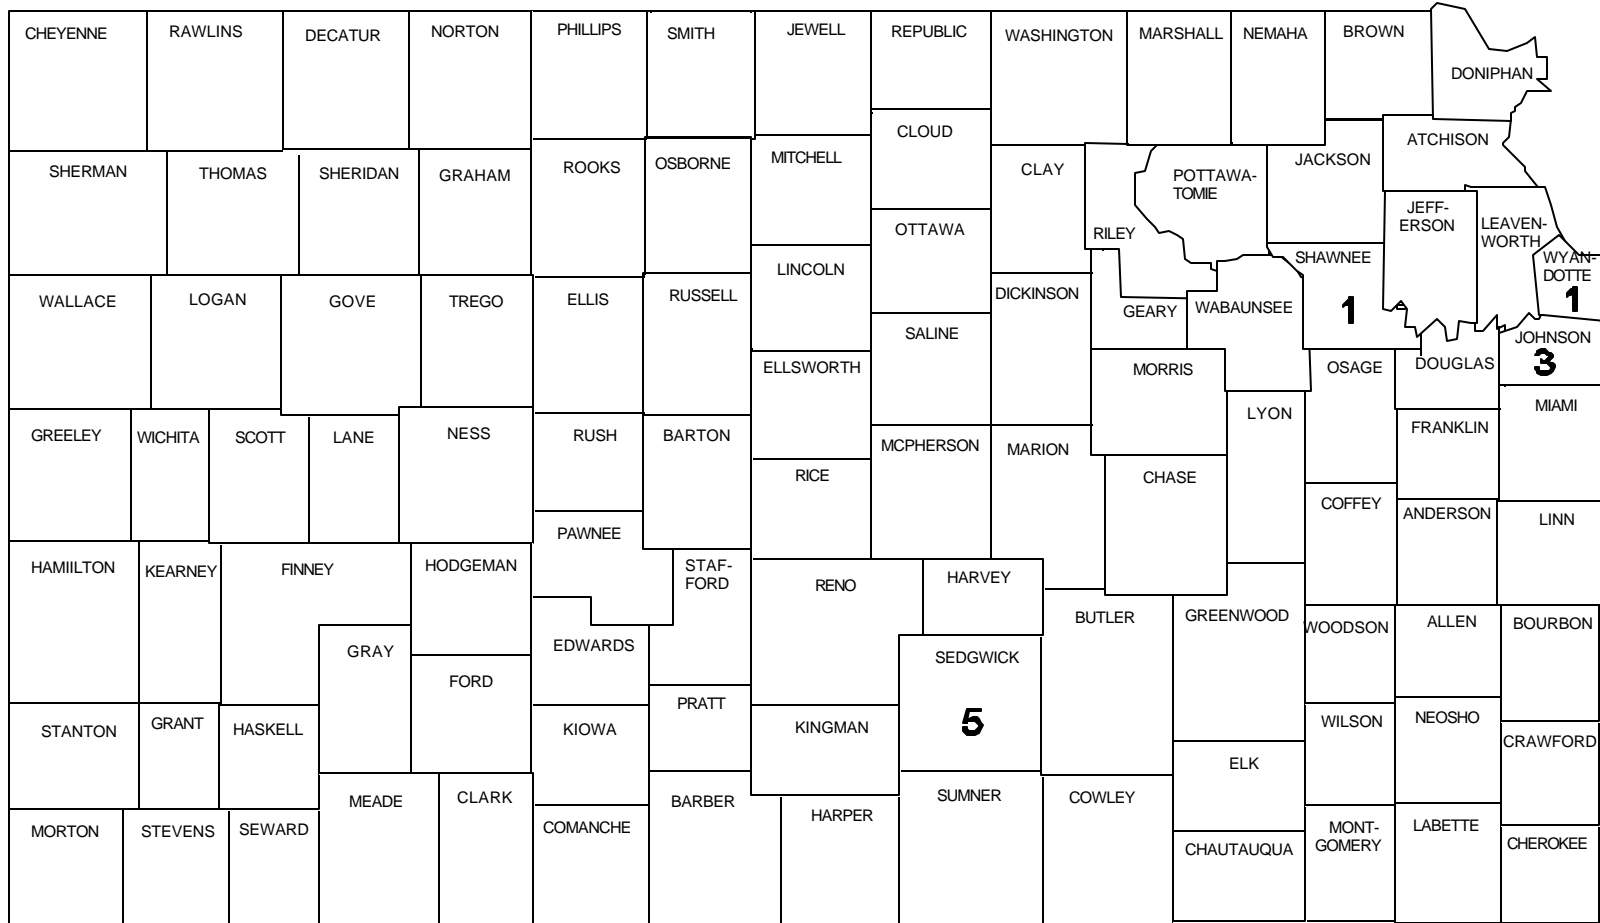 CHEYENNE
RAWLINS
DECATUR
NORTON
PHILLIPS
SMITH
JEWELL
REPUBLIC
WASHINGTON
MARSHALL
NEMAHA
BROWN
DONIPHAN
SHERMAN
THOMAS
SHERIDAN
GRAHAM
ROOKS
OSBORNE
MITCHELL
CLOUD
CLAY
RILEY
POTTAWA-
TOMIE
JACKSON
ATCHISON
JEFF-
ERSON
LEAVEN-
WORTH
WYAN-
DOTTE
1
OTTAWA
LINCOLN
SHAWNEE
1
WALLACE
LOGAN
GOVE
TREGO
ELLIS
RUSSELL
DICKINSON
GEARY
WABAUNSEE
SALINE
JOHNSON
3
ELLSWORTH
MORRIS
OSAGE
DOUGLAS
MIAMI
GREELEY
WICHITA
SCOTT
LANE
NESS
RUSH
BARTON
MCPHERSON
MARION
LYON
FRANKLIN
RICE
CHASE
COFFEY
ANDERSON
LINN
HAMIILTON
KEARNEY
FINNEY
HODGEMAN
PAWNEE
STAF-
FORD
RENO
HARVEY
BUTLER
GREENWOOD
WOODSON
ALLEN
BOURBON
GRAY
FORD
EDWARDS
SEDGWICK
5
STANTON
GRANT
HASKELL
KIOWA
PRATT
KINGMAN
ELK
WILSON
NEOSHO
CRAWFORD
MORTON
STEVENS
SEWARD
MEADE
CLARK
COMANCHE
BARBER
HARPER
SUMNER
COWLEY
CHAUTAUQUA
MONT-
GOMERY
LABETTE
CHEROKEE